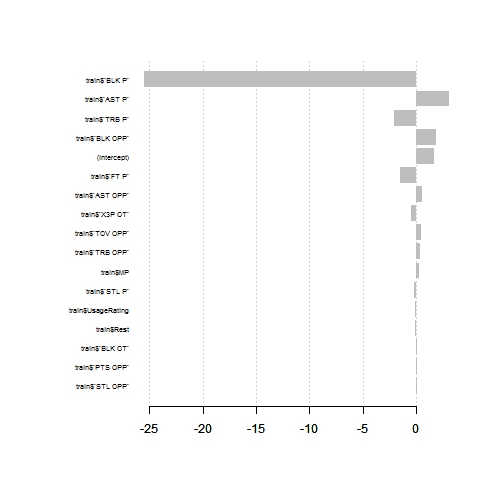 train$"BLK P"
train$"AST P"
train$"TRB P"
train$"BLK OPP"
(Intercept)
train$"FT P"
train$"AST OPP"
train$"X3P OT"
train$"TOV OPP"
train$"TRB OPP"
train$MP
train$"STL P"
train$UsageRating
train$Rest
train$"BLK OT"
train$"PTS OPP"
train$"STL OPP"
-25 -20 -15 -10 -5 0